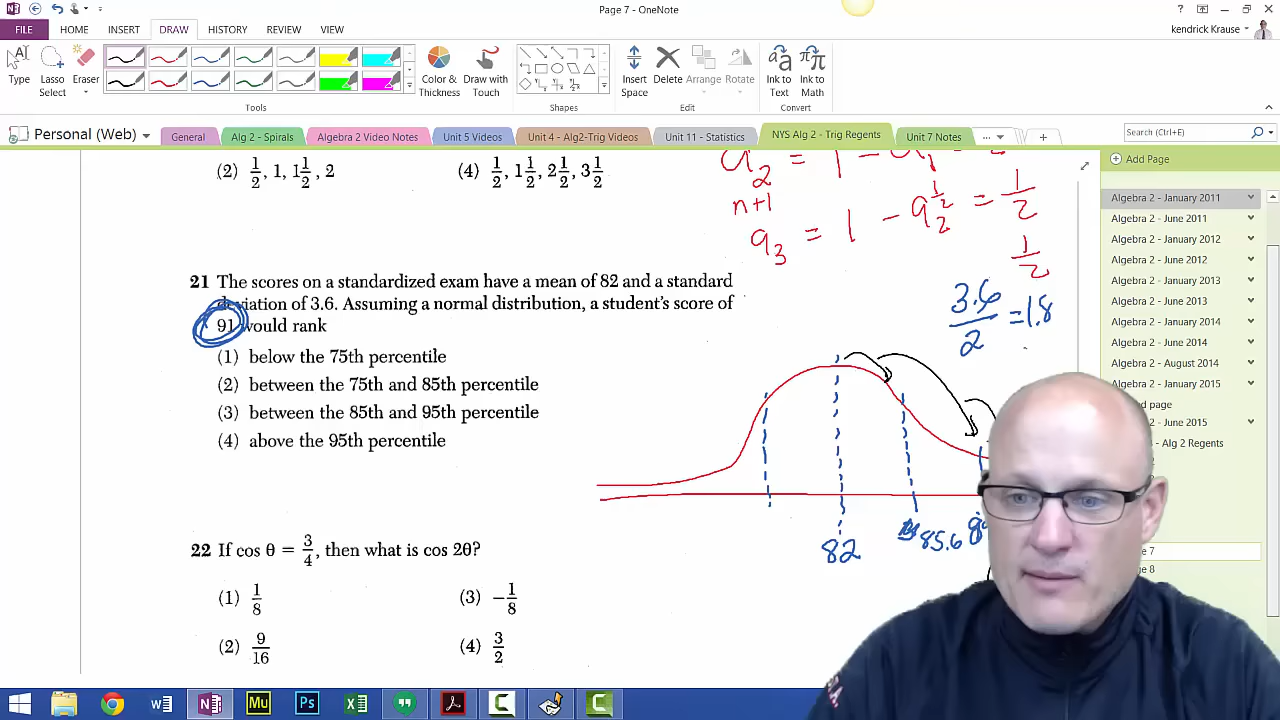 Page 7 - OneNote
FILE HOME INSERT DRAW HISTORY REVIEW VIEW
kendrick Krause
Type
Lasso Select
Eraser
Color & Thickness
Draw with Touch
Insert Space
Delete
Arrange
Rotate
Ink to Text
Ink to Math
Tools
Shapes
Edit
Convert
Personal (Web)
General
Alg 2 - Spirals
Algebra 2 Video Notes
Unit 5 Videos
Unit 4 - Alg2-Trig Videos
Unit 11 - Statistics
NYS Alg 2 - Trig Regents
Unit 7 Notes
Search (Ctrl+E)
Add Page
Algebra 2 - January 2011
Algebra 2 - June 2011
Algebra 2 - January 2012
Algebra 2 - June 2012
Algebra 2 - January 2013
Algebra 2 - June 2013
Algebra 2 - January 2014
Algebra 2 - June 2014
Algebra 2 - August 2014
Algebra 2 - January 2015
page
- June 2015
- Alg 2 Regents
7
8
(2) 1/2, 1, 1 1/2, 2
(4) 1/2, 1 1/2, 2 1/2, 3 1/2
n+1
a3 = 1 - a2 1/2 = 1/2
1/2
21 The scores on a standardized exam have a mean of 82 and a standard
deviation of 3.6. Assuming a normal distribution, a student's score of
91 would rank
(1) below the 75th percentile
(2) between the 75th and 85th percentile
(3) between the 85th and 95th percentile
(4) above the 95th percentile
3.6/2 = 1.8
82
85.6
22 If cos θ = 3/4, then what is cos 2θ?
(1) 1/8
(3) -1/8
(2) 9/16
(4) 3/2